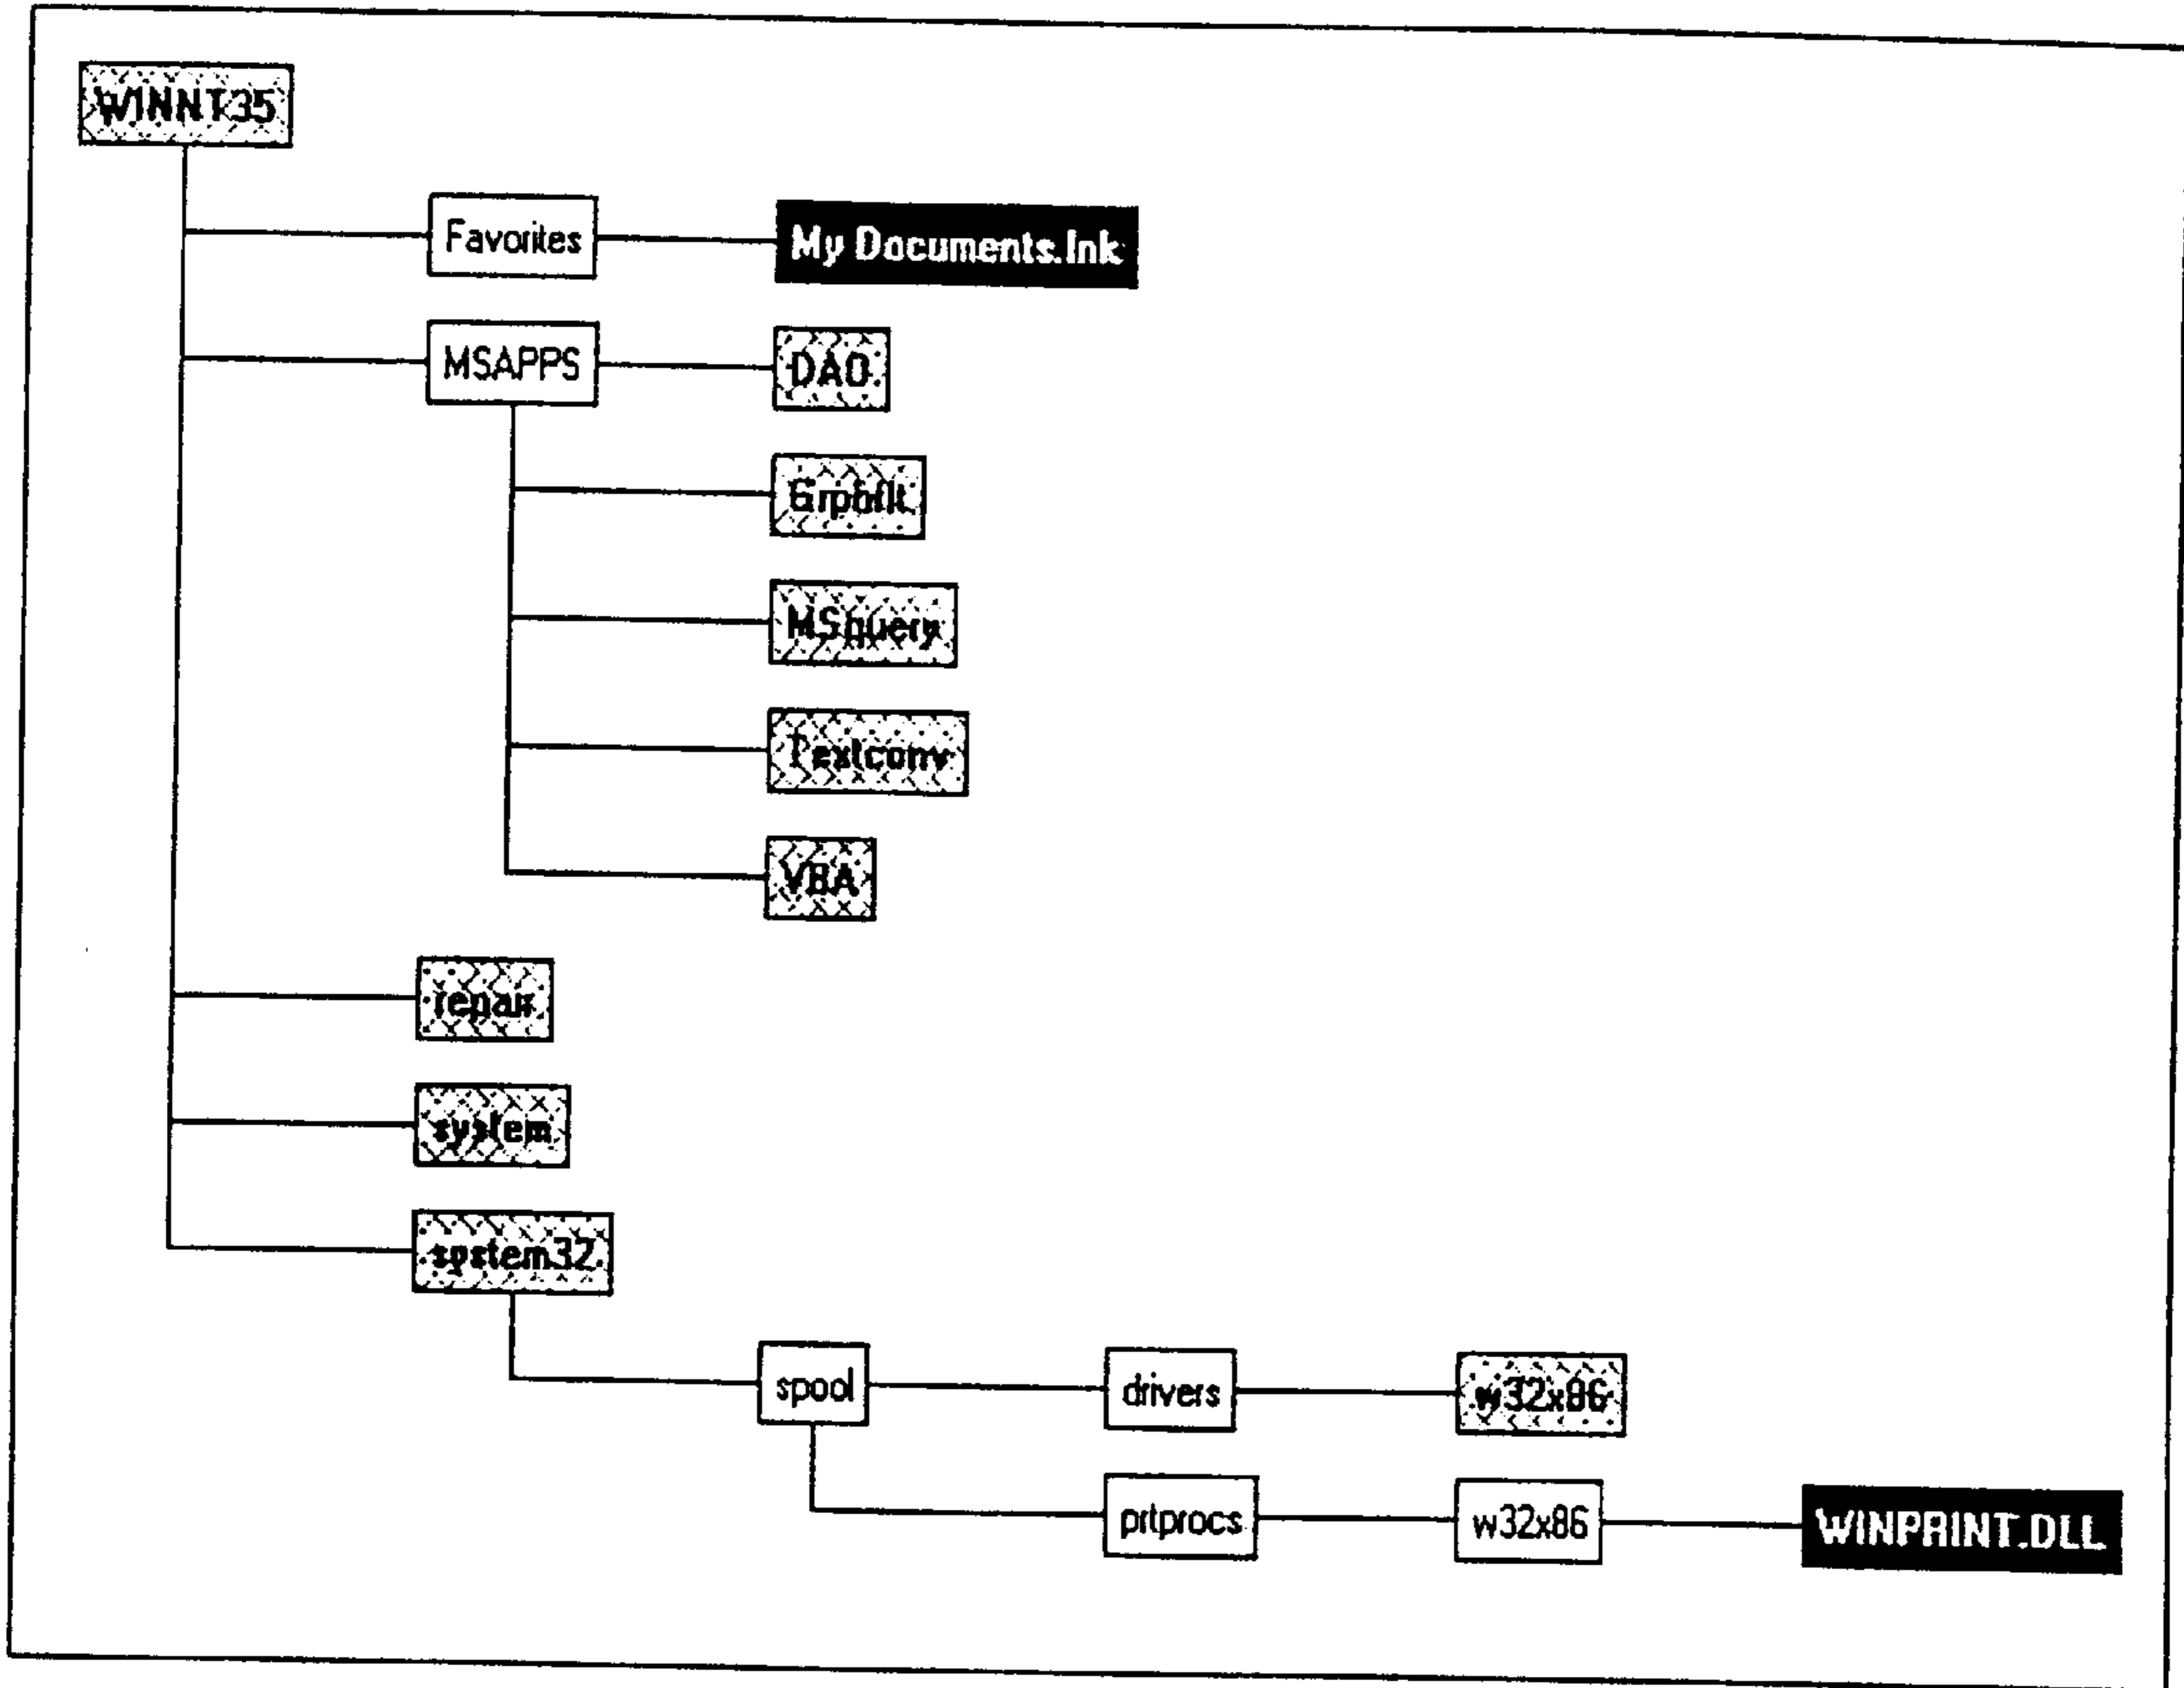 WINNT35
Favorites
My Documents.lnk
MSAPPS
DAO
Grphflt
MSquery
Textconv
VBA
repair
system
system32
spool
drivers
w32x86
prtprocs
w32x86
WINPRINT.DLL